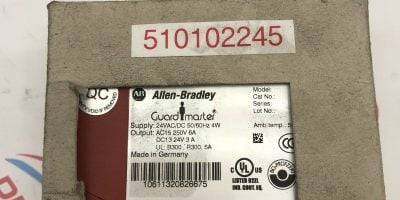 510102245
QC
AB Allen-Bradley
Guardmaster
Supply: 24VAC/DC 50/60Hz 4W
Output: AC15 250V 6A
DC13 24V 3 A
UL: B300, R300, 5A
Made in Germany
10611320826675
Model
Cat No.:
Series:
Lot No.:
Amb temp.:
C UL US
LISTED
IND. CONT. EQ.